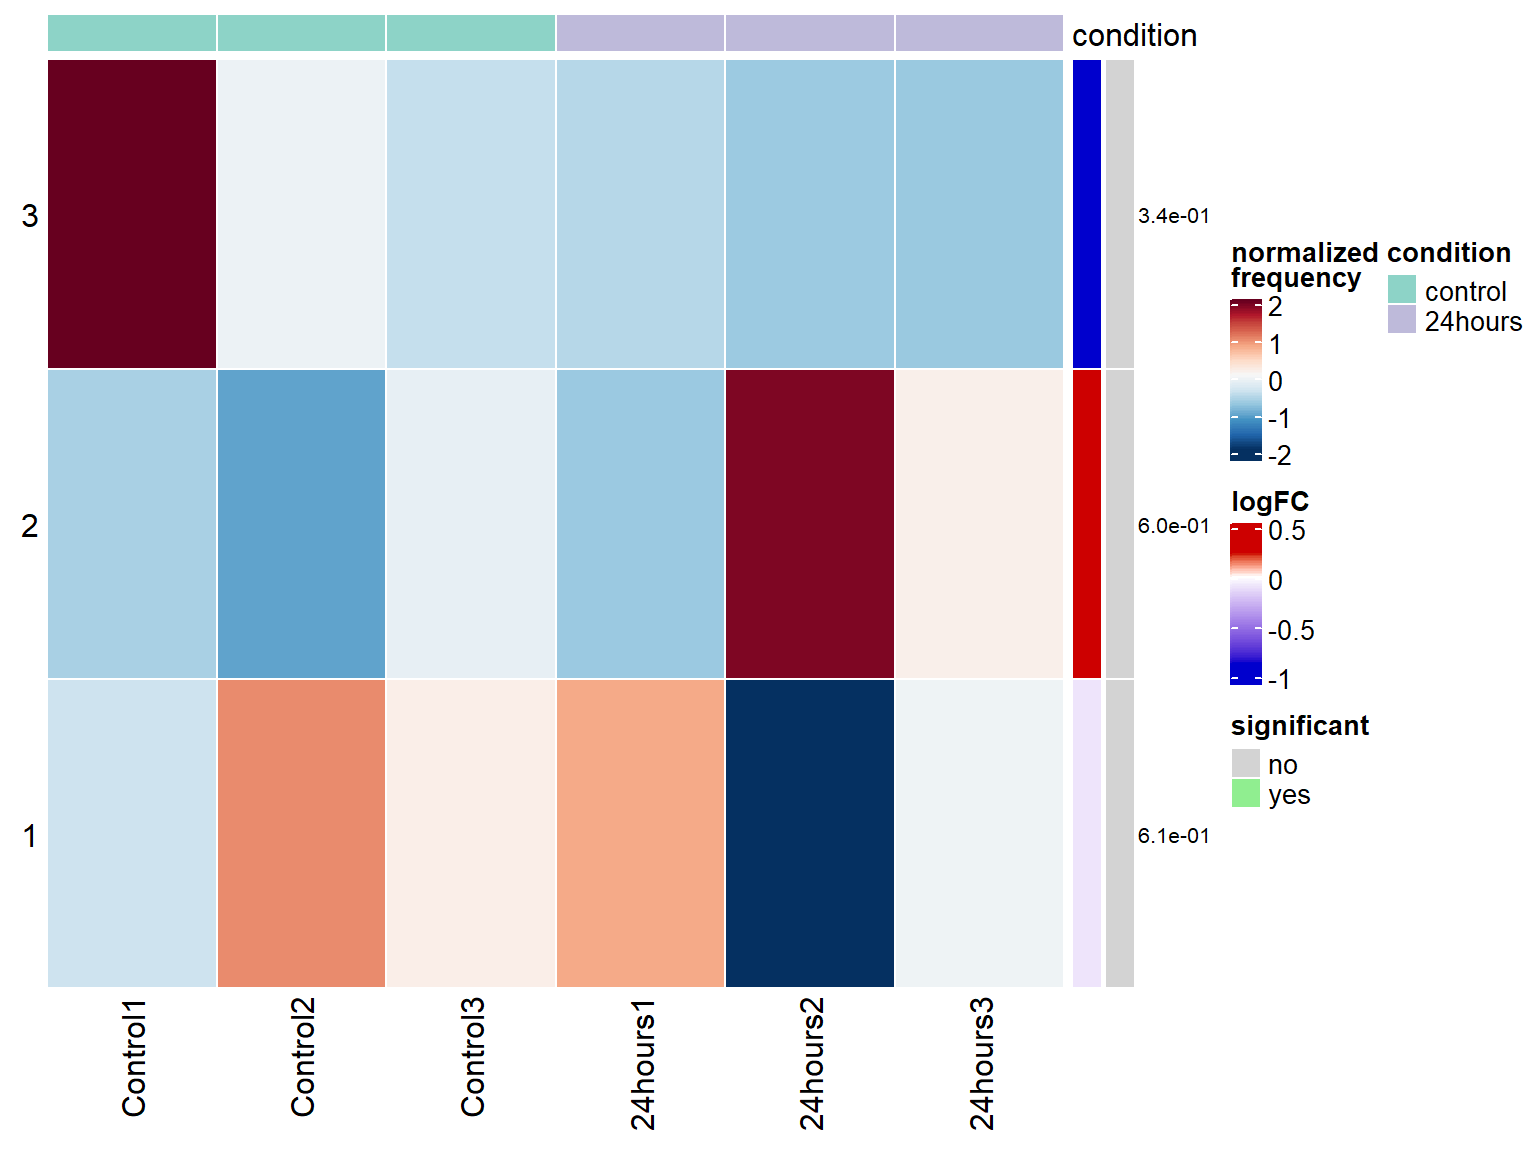 condition
3
3.4e-01
2
6.0e-01
1
6.1e-01
Control1
Control2
Control3
24hours1
24hours2
24hours3
normalized
frequency
2
1
0
-1
-2
condition
control
24hours
logFC
0.5
0
-0.5
-1
significant
no
yes